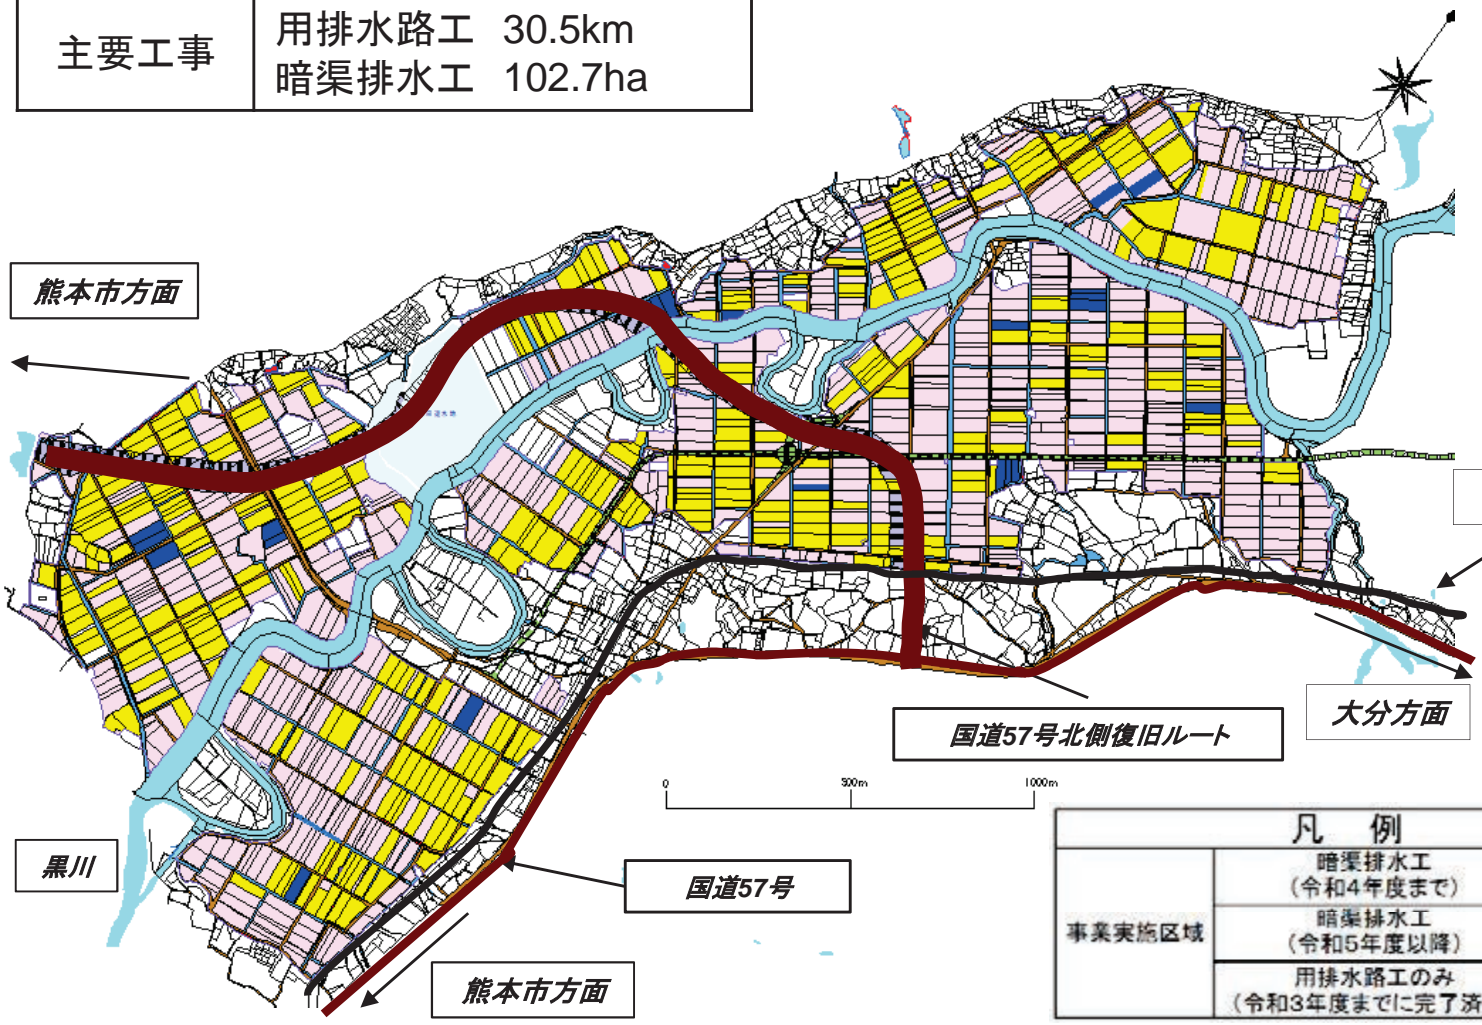 主要工事
用排水路工 30.5km
暗渠排水工 102.7ha
熊本市方面
国道57号北側復旧ルート
大分方面
0 500m 1000m
黒川
国道57号
熊本市方面
凡 例
事業実施区域
暗渠排水工
(令和4年度まで)
暗渠排水工
(令和5年度以降)
用排水路工のみ
(令和3年度までに完了済